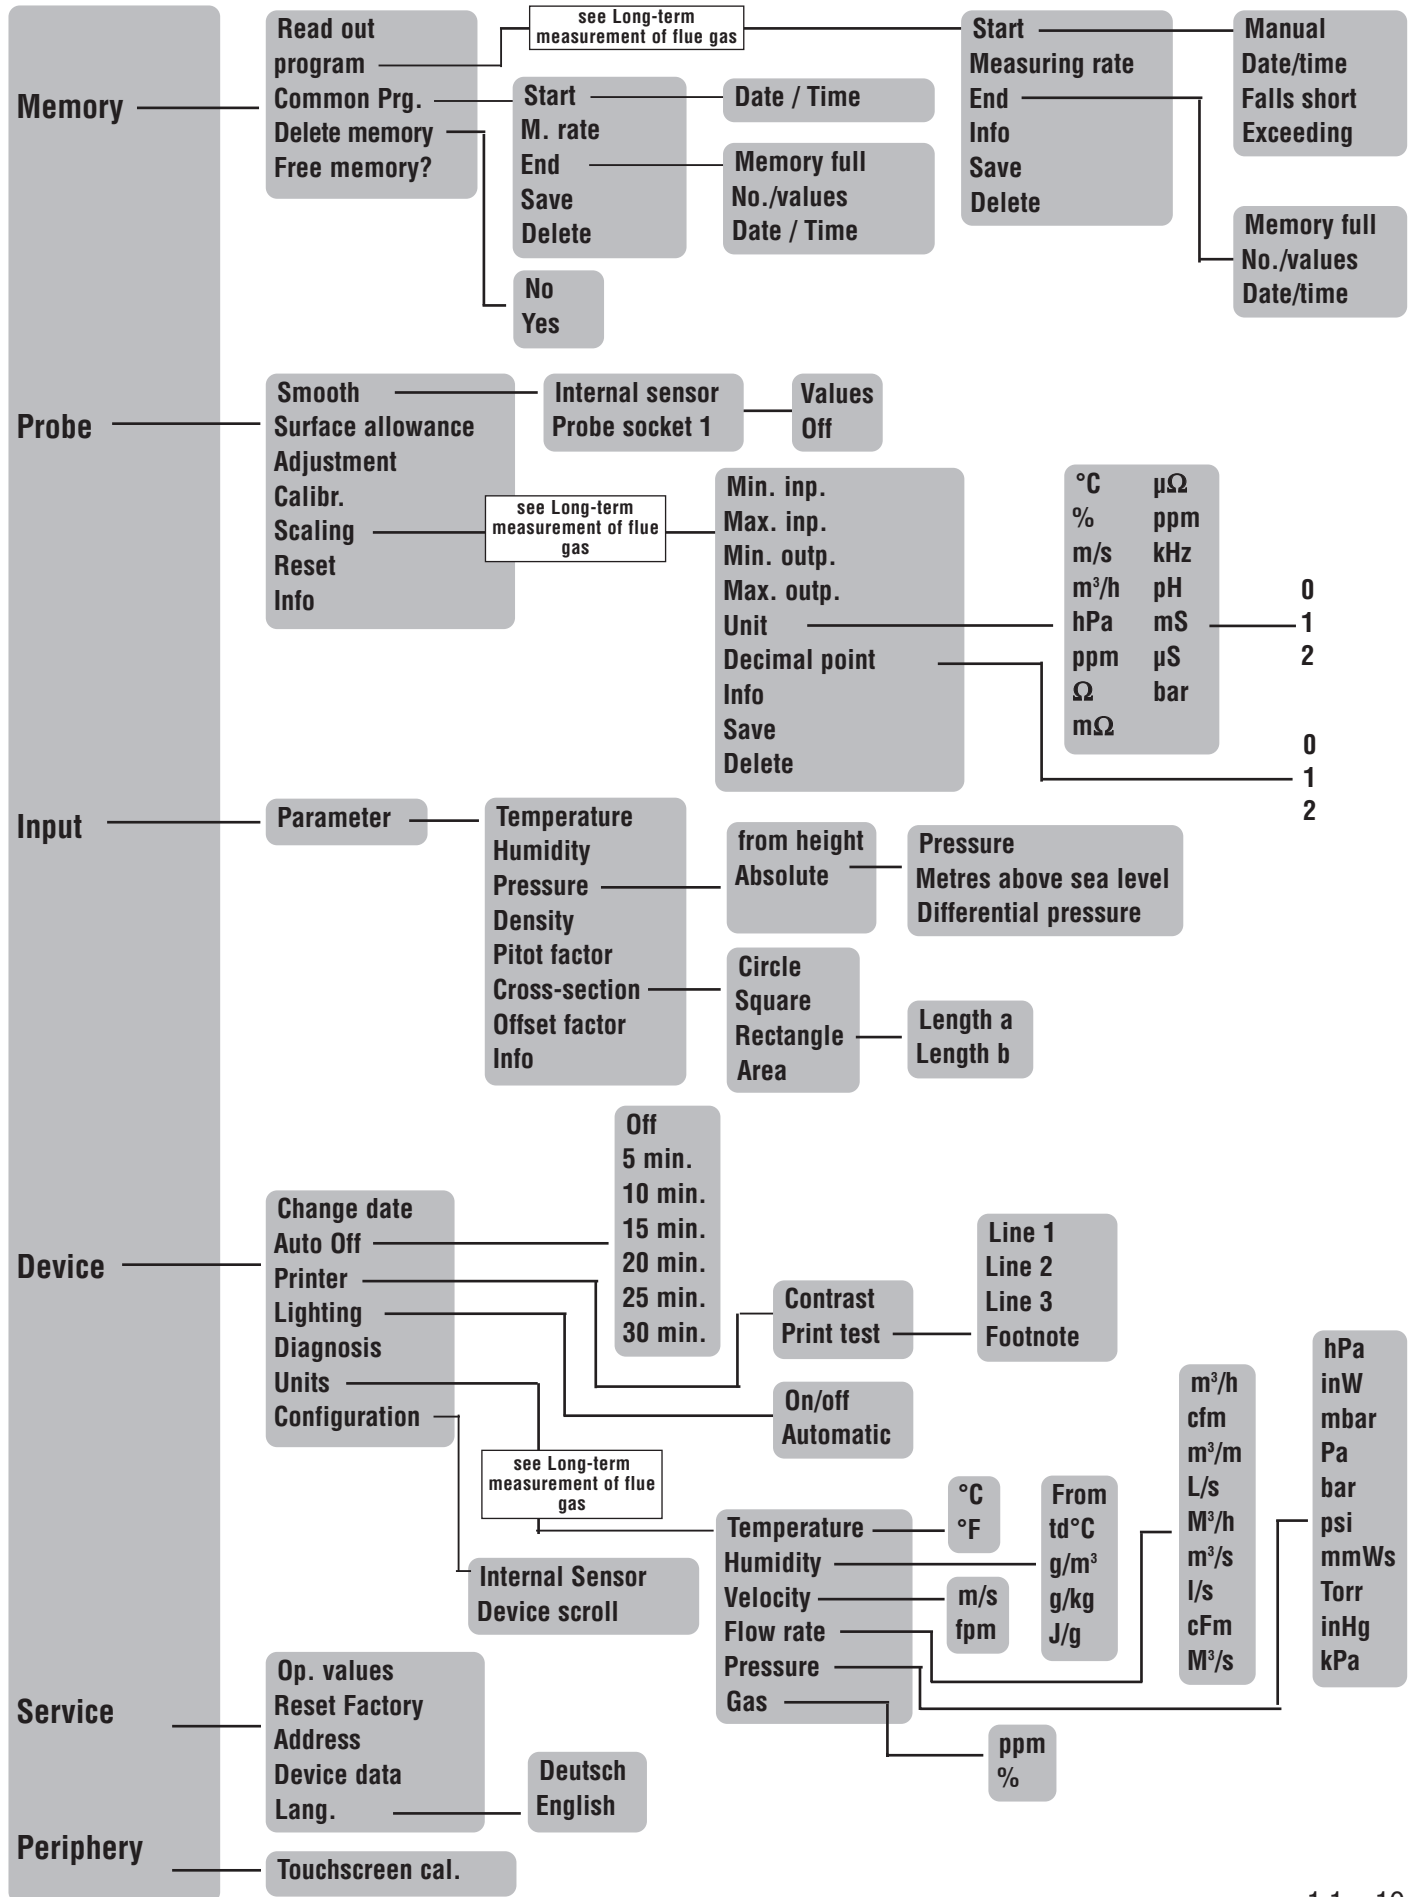 Memory
Read out
program
Common Prg.
Delete memory
Free memory?
see Long-term
measurement of flue gas
Start
M. rate
End
Save
Delete
Date / Time
Memory full
No./values
Date / Time
No
Yes
Start
Measuring rate
End
Info
Save
Delete
Manual
Date/time
Falls short
Exceeding
Memory full
No./values
Date/time
Probe
Smooth
Surface allowance
Adjustment
Calibr.
Scaling
Reset
Info
Internal sensor
Probe socket 1
Values
Off
see Long-term
measurement of flue
gas
Min. inp.
Max. inp.
Min. outp.
Max. outp.
Unit
Decimal point
Info
Save
Delete
°C µΩ
% ppm
m/s kHz
m³/h pH
hPa mS
ppm µS
Ω bar
mΩ
0
1
2
0
1
2
Input
Parameter
Temperature
Humidity
Pressure
Density
Pitot factor
Cross-section
Offset factor
Info
from height
Absolute
Pressure
Metres above sea level
Differential pressure
Circle
Square
Rectangle
Area
Length a
Length b
Device
Change date
Auto Off
Printer
Lighting
Diagnosis
Units
Configuration
Off
5 min.
10 min.
15 min.
20 min.
25 min.
30 min.
Contrast
Print test
Line 1
Line 2
Line 3
Footnote
On/off
Automatic
see Long-term
measurement of flue
gas
Internal Sensor
Device scroll
Temperature
Humidity
Velocity
Flow rate
Pressure
Gas
°C
°F
m/s
fpm
From
td°C
g/m³
g/kg
J/g
m³/h
cfm
m³/m
L/s
M³/h
m³/s
l/s
cFm
M³/s
hPa
inW
mbar
Pa
bar
psi
mmWs
Torr
inHg
kPa
ppm
%
Service
Op. values
Reset Factory
Address
Device data
Lang.
Deutsch
English
Periphery
Touchscreen cal.